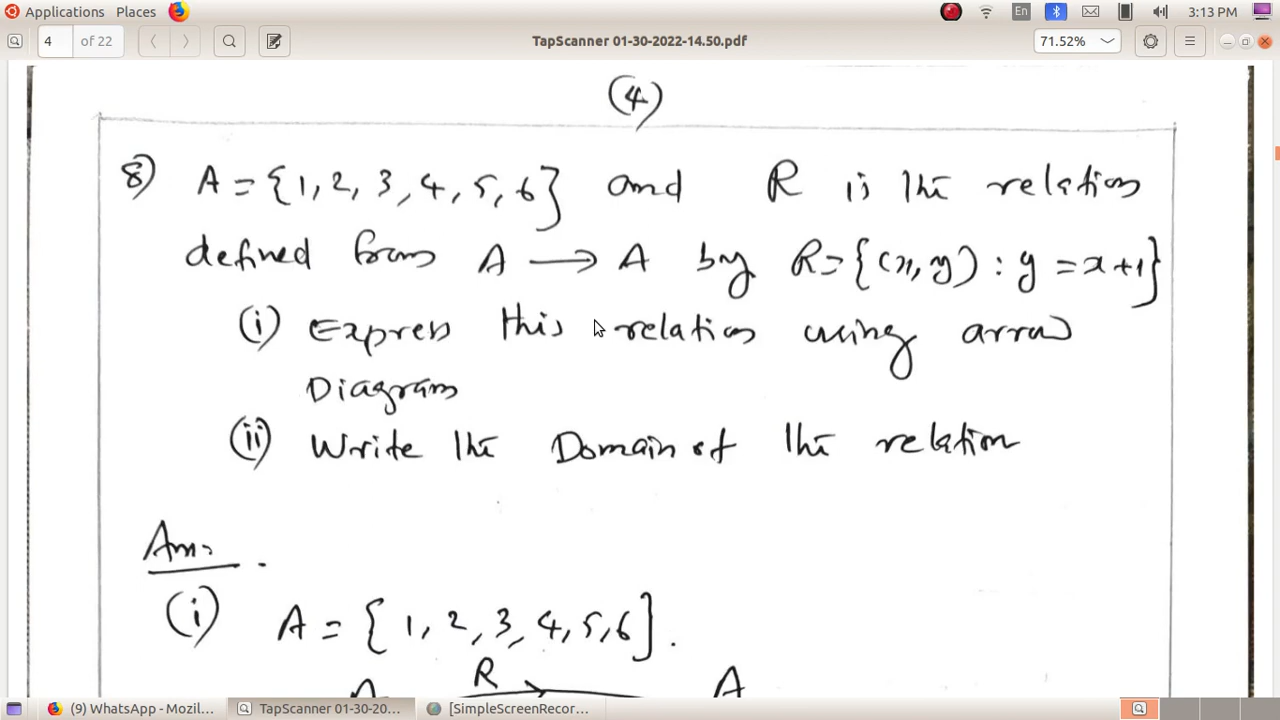 Applications Places
En
3:13 PM
4 of 22
TapScanner 01-30-2022-14.50.pdf
71.52%
(4)
8) A = {1, 2, 3, 4, 5, 6} and R is the relation
defined from A → A by R = {(x, y) : y = x+1}
(i) Express this relation using arrow
Diagram
(ii) Write the Domain of the relation
Ans:
(i) A = {1, 2, 3, 4, 5, 6}.
A R A
(9) WhatsApp - Mozil...
TapScanner 01-30-20...
[SimpleScreenRecor...